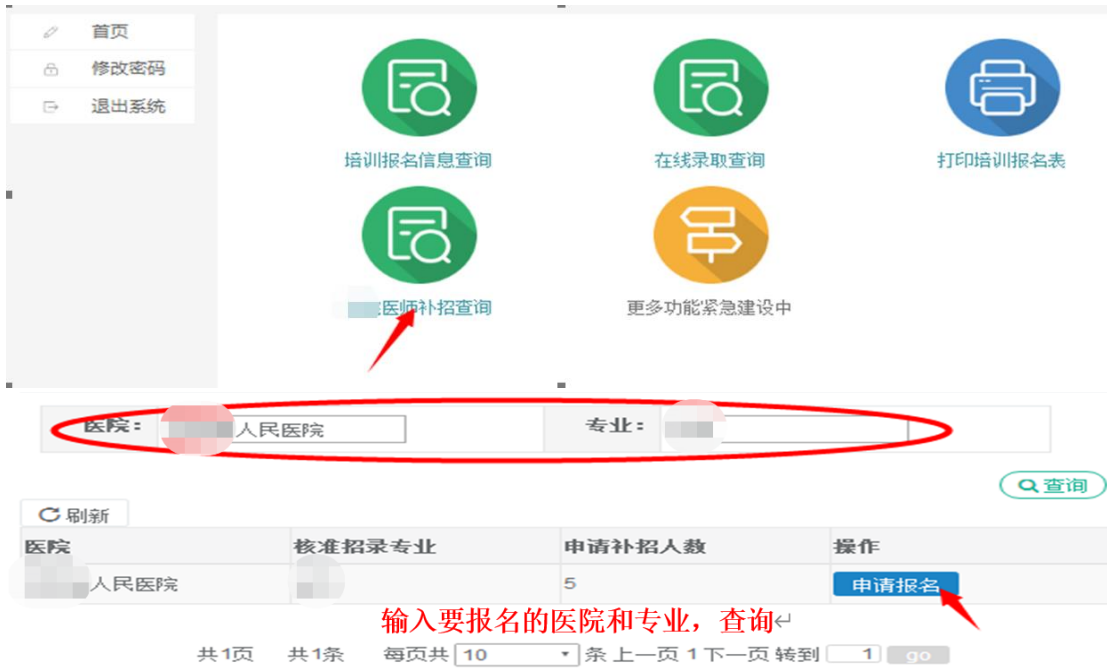 首页
修改密码
退出系统
培训报名信息查询
在线录取查询
打印培训报名表
医师补招查询
更多功能紧急建设中
医院：
人民医院
专业：
查询
刷新
医院 核准招录专业 申请补招人数 操作
人民医院 5 申请报名
输入要报名的医院和专业，查询↵
共1页 共1条 每页共 10 条 上一页 1 下一页 转到 1 go